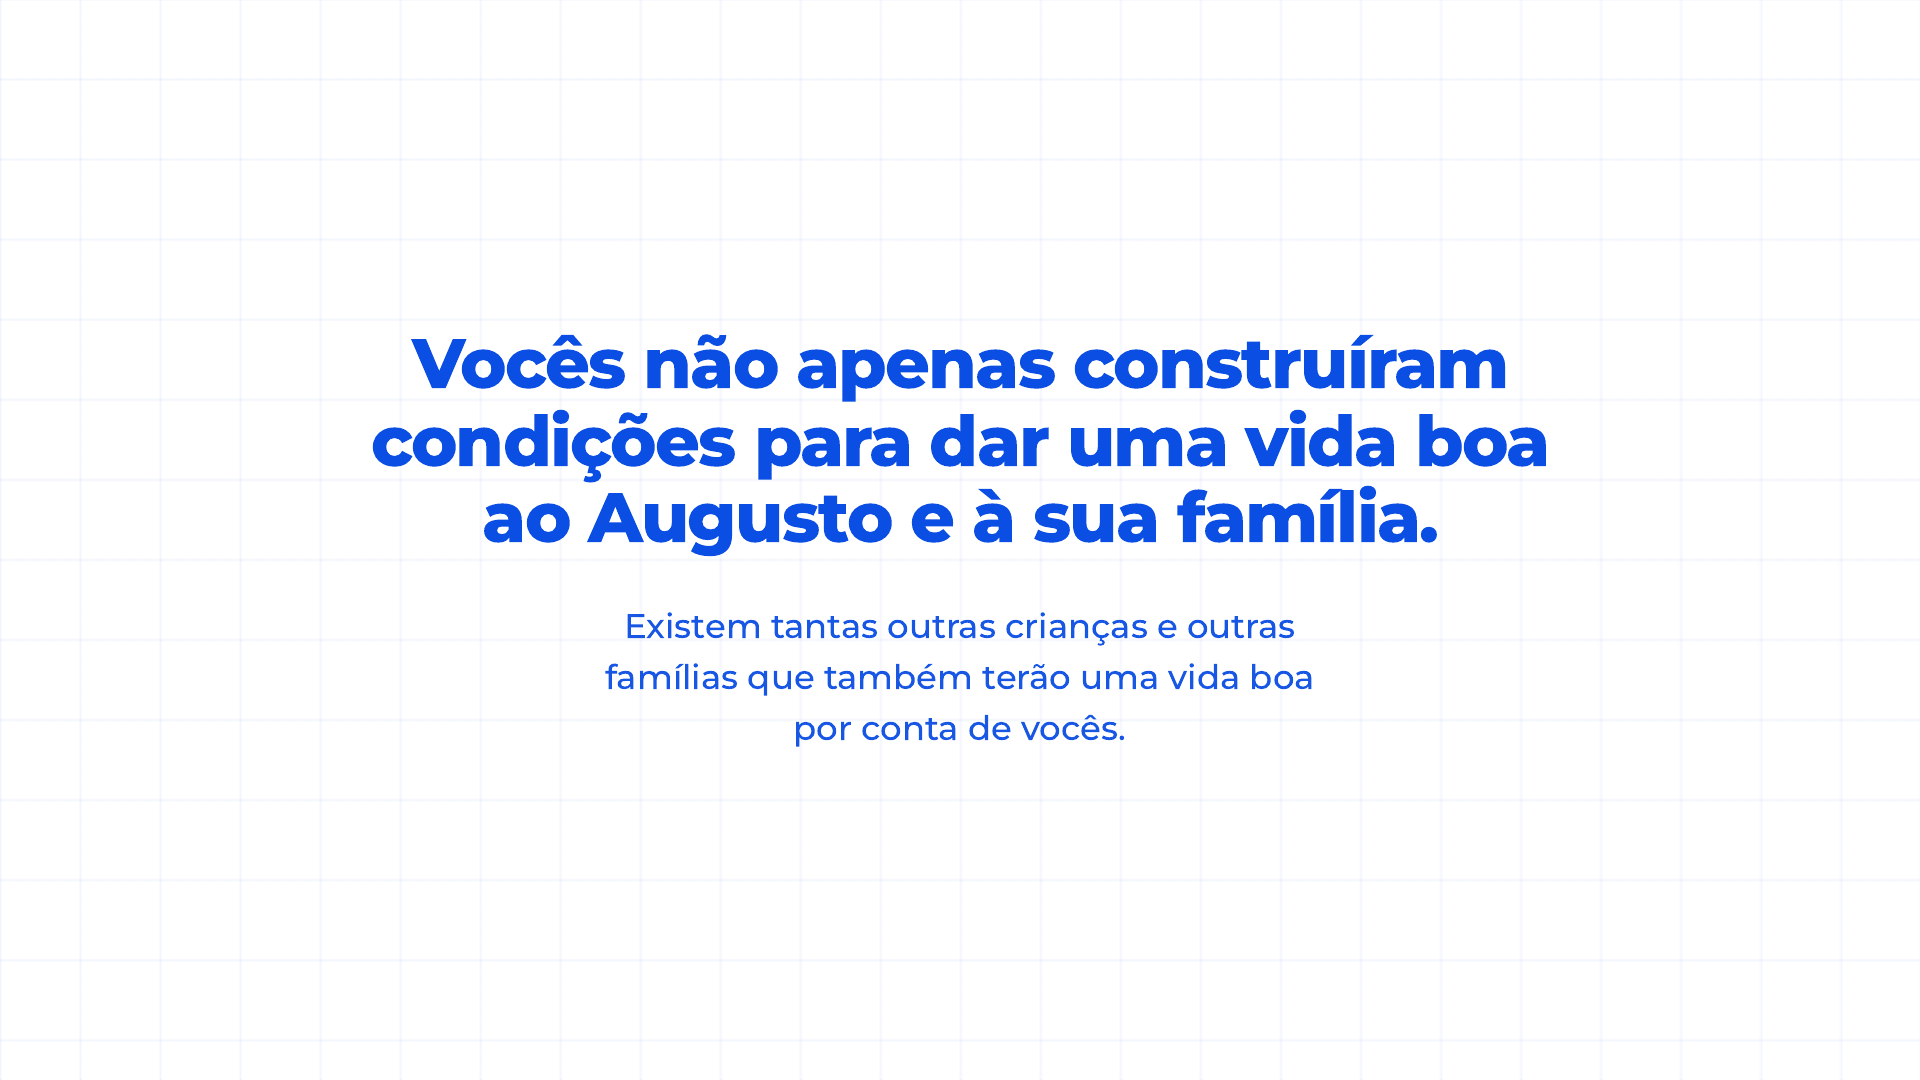 Vocês não apenas construíram
condições para dar uma vida boa
ao Augusto e à sua família.
Existem tantas outras crianças e outras
famílias que também terão uma vida boa
por conta de vocês.